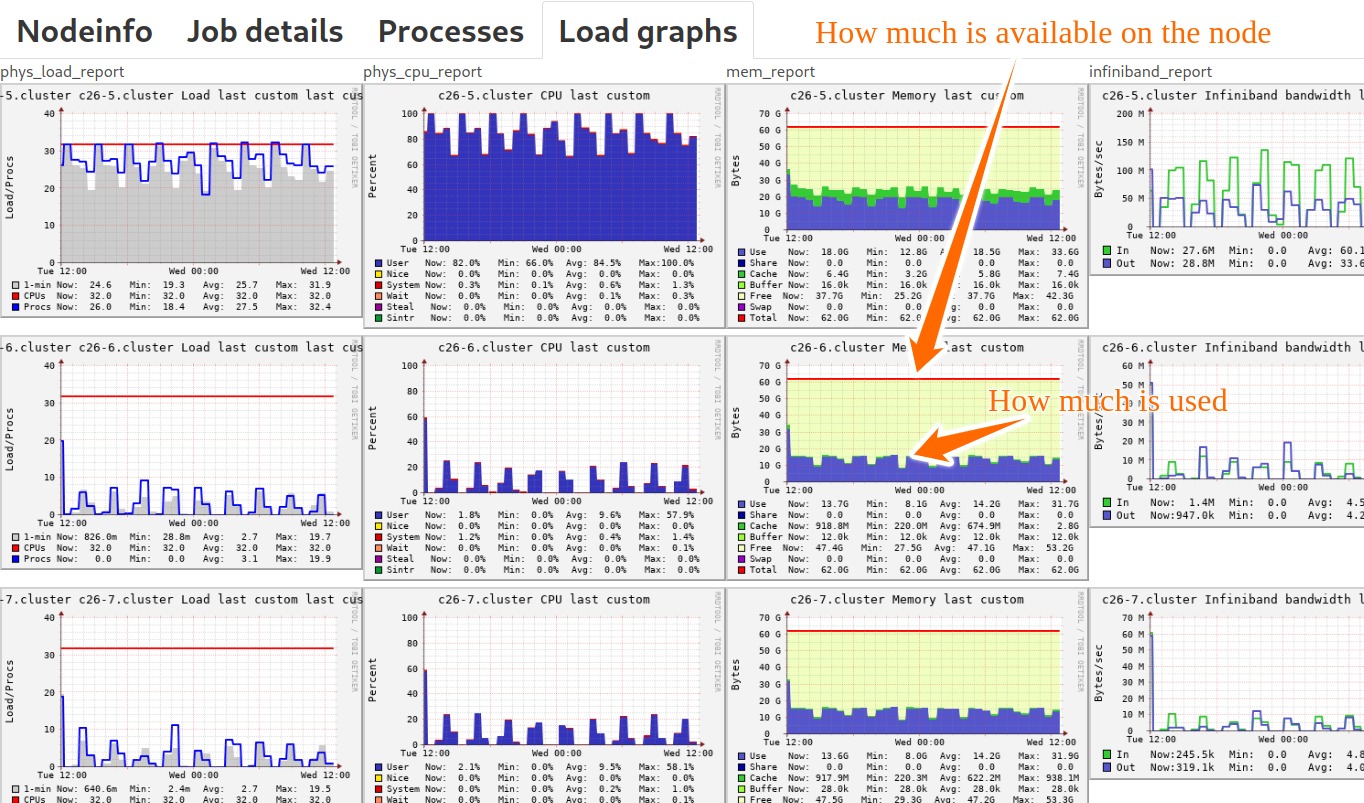 Nodeinfo Job details Processes Load graphs How much is available on the node
phys_load_report phys_cpu_report mem_report infiniband_report
-5.cluster c26-5.cluster Load last custom last cus
RRDTOOL / TOBI OETIKER
Load/Procs
40
30
20
10
0
Tue 12:00 Wed 00:00 Wed 12:00
1-min Now: 24.6 Min: 19.3 Avg: 25.7 Max: 31.9
CPUs Now: 32.0 Min: 32.0 Avg: 32.0 Max: 32.0
Procs Now: 26.0 Min: 18.4 Avg: 27.5 Max: 32.4
c26-5.cluster CPU last custom
RRDTOOL / TOBI OETIKER
Percent
100
80
60
40
20
0
Tue 12:00 Wed 00:00 Wed 12:00
User Now: 82.0% Min: 66.0% Avg: 84.5% Max:100.0%
Nice Now: 0.0% Min: 0.0% Avg: 0.0% Max: 0.0%
System Now: 0.3% Min: 0.1% Avg: 0.6% Max: 1.3%
Wait Now: 0.0% Min: 0.0% Avg: 0.1% Max: 0.3%
Steal Now: 0.0% Min: 0.0% Avg: 0.0% Max: 0.0%
Sintr Now: 0.0% Min: 0.0% Avg: 0.0% Max: 0.0%
c26-5.cluster Memory last custom
RRDTOOL / TOBI OETIKER
Bytes
70 G
60 G
50 G
40 G
30 G
20 G
10 G
0
Tue 12:00 Wed 00:00 Wed 12:00
Use Now: 18.0G Min: 12.8G 18.5G Max: 33.6G
Share Now: 0.0 Min: 0.0 0.0 Max: 0.0
Cache Now: 6.4G Min: 3.2G 5.8G Max: 7.4G
Buffer Now: 16.0k Min: 16.0k 16.0k Max: 16.0k
Free Now: 37.7G Min: 25.2G 37.7G Max: 42.3G
Swap Now: 0.0 Min: 0.0 Avg: 0.0 Max: 0.0
Total Now: 62.0G Min: 62.0G Avg: 62.0G Max: 62.0G
c26-5.cluster Infiniband bandwidth l
Bytes/sec
200 M
150 M
100 M
50 M
0
Tue 12:00 Wed 00:00
In Now: 27.6M Min: 0.0 Avg: 60.1
Out Now: 28.8M Min: 0.0 Avg: 33.6
-6.cluster c26-6.cluster Load last custom last cus
RRDTOOL / TOBI OETIKER
Load/Procs
40
30
20
10
0
Tue 12:00 Wed 00:00 Wed 12:00
1-min Now: 826.0m Min: 28.8m Avg: 2.7 Max: 19.7
CPUs Now: 32.0 Min: 32.0 Avg: 32.0 Max: 32.0
Procs Now: 0.0 Min: 0.0 Avg: 3.1 Max: 19.9
c26-6.cluster CPU last custom
RRDTOOL / TOBI OETIKER
Percent
100
80
60
40
20
0
Tue 12:00 Wed 00:00 Wed 12:00
User Now: 1.8% Min: 0.0% Avg: 9.6% Max: 57.9%
Nice Now: 0.0% Min: 0.0% Avg: 0.0% Max: 0.0%
System Now: 1.2% Min: 0.0% Avg: 0.4% Max: 1.4%
Wait Now: 0.0% Min: 0.0% Avg: 0.0% Max: 0.1%
Steal Now: 0.0% Min: 0.0% Avg: 0.0% Max: 0.0%
Sintr Now: 0.0% Min: 0.0% Avg: 0.0% Max: 0.0%
c26-6.cluster last custom
RRDTOOL / TOBI OETIKER
How much is used
Bytes
70 G
60 G
50 G
40 G
30 G
20 G
10 G
0
Tue 12:00 Wed 00:00 Wed 12:00
Use Now: 13.7G Min: 8.1G Avg: 14.2G Max: 31.7G
Share Now: 0.0 Min: 0.0 Avg: 0.0 Max: 0.0
Cache Now: 918.8M Min: 220.0M Avg: 674.9M Max: 2.8G
Buffer Now: 12.0k Min: 12.0k Avg: 12.0k Max: 12.0k
Free Now: 47.4G Min: 27.5G Avg: 47.1G Max: 53.2G
Swap Now: 0.0 Min: 0.0 Avg: 0.0 Max: 0.0
Total Now: 62.0G Min: 62.0G Avg: 62.0G Max: 62.0G
c26-6.cluster Infiniband bandwidth l
Bytes/sec
60 M
50 M
30 M
20 M
10 M
0
Tue 12:00 Wed 00:00
In Now: 1.4M Min: 0.0 Avg: 4.5
Out Now:947.0k Min: 0.0 Avg: 4.2
-7.cluster c26-7.cluster Load last custom last cus
RRDTOOL / TOBI OETIKER
Load/Procs
40
30
20
10
0
Tue 12:00 Wed 00:00 Wed 12:00
1-min Now: 640.6m Min: 2.4m Avg: 2.7 Max: 19.5
CPUs Now: 32.0 Min: 32.0 Avg: 32.0 Max: 32.0
c26-7.cluster CPU last custom
RRDTOOL / TOBI OETIKER
Percent
100
80
60
40
20
0
Tue 12:00 Wed 00:00 Wed 12:00
User Now: 2.1% Min: 0.0% Avg: 9.5% Max: 58.1%
Nice Now: 0.0% Min: 0.0% Avg: 0.0% Max: 0.0%
System Now: 0.0% Min: 0.0% Avg: 0.2% Max: 1.0%
Wait Now: 0.0% Min: 0.0% Avg: 0.0% Max: 0.1%
c26-7.cluster Memory last custom
RRDTOOL / TOBI OETIKER
Bytes
70 G
60 G
50 G
40 G
30 G
20 G
10 G
0
Tue 12:00 Wed 00:00 Wed 12:00
Use Now: 13.6G Min: 8.0G Avg: 14.2G Max: 31.9G
Share Now: 0.0 Min: 0.0 Avg: 0.0 Max: 0.0
Cache Now: 917.9M Min: 220.3M Avg: 622.2M Max: 938.1M
Buffer Now: 28.0k Min: 28.0k Avg: 28.0k Max: 28.0k
Free Now: 47.5G Min: 29.3G Avg: 47.2G Max: 53.3G
c26-7.cluster Infiniband bandwidth l
Bytes/sec
70 M
60 M
50 M
40 M
30 M
20 M
10 M
0
Tue 12:00 Wed 00:00
In Now:245.5k Min: 0.0 Avg: 4.8
Out Now:319.1k Min: 0.0 Avg: 4.0